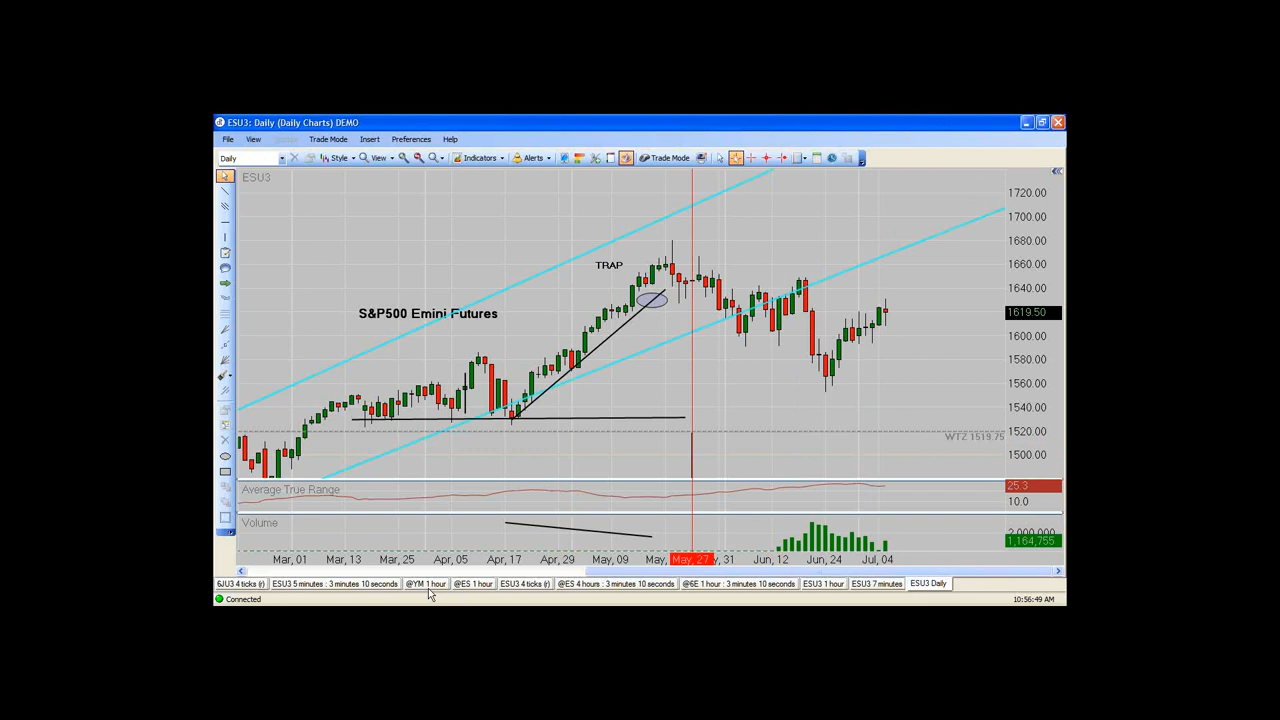 ESU3: Daily (Daily Charts) DEMO
File View Trade Mode Insert Preferences Help
Daily Style View Indicators Alerts Trade Mode
ESU3
1720.00
1700.00
1680.00
TRAP
1660.00
1640.00
S&P500 Emini Futures
1619.50
1600.00
1580.00
1560.00
1540.00
1520.00
WTZ 1519.75
1500.00
Average True Range
25.3
10.0
Volume
2,000,000
1,164,755
Mar, 01 Mar, 13 Mar, 25 Apr, 05 Apr, 17 Apr, 29 May, 09 May, May, 27 y, 31 Jun, 12 Jun, 24 Jul, 04
6JU3 4 ticks (r) ESU3 5 minutes : 3 minutes 10 seconds @YM 1 hour @ES 1 hour ESU3 4 ticks (r) @ES 4 hours : 3 minutes 10 seconds @6E 1 hour : 3 minutes 10 seconds ESU3 1 hour ESU3 7 minutes ESU3 Daily
Connected 10:56:49 AM